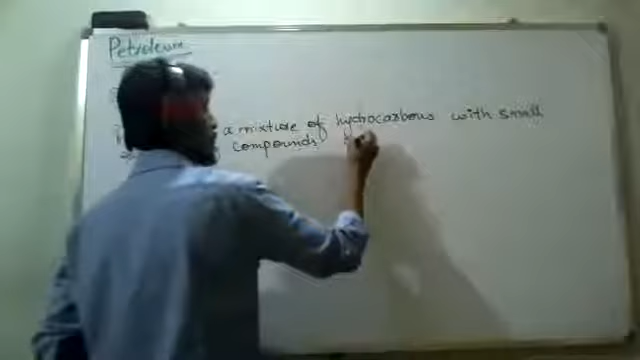 Petroleum
a mixture of hydrocarbons with small
compounds